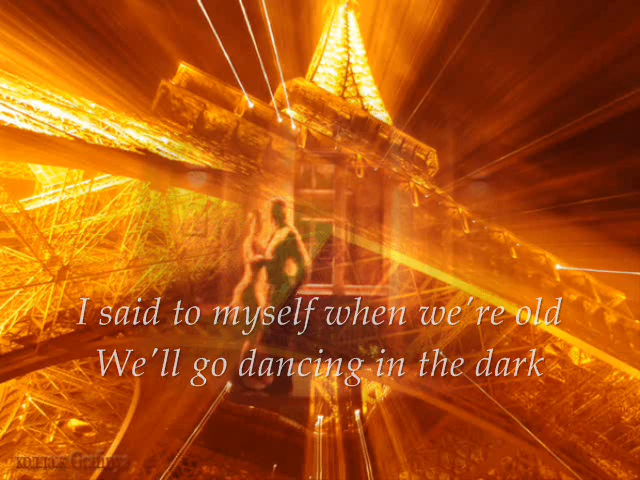 I said to myself when we're old
We'll go dancing in the dark